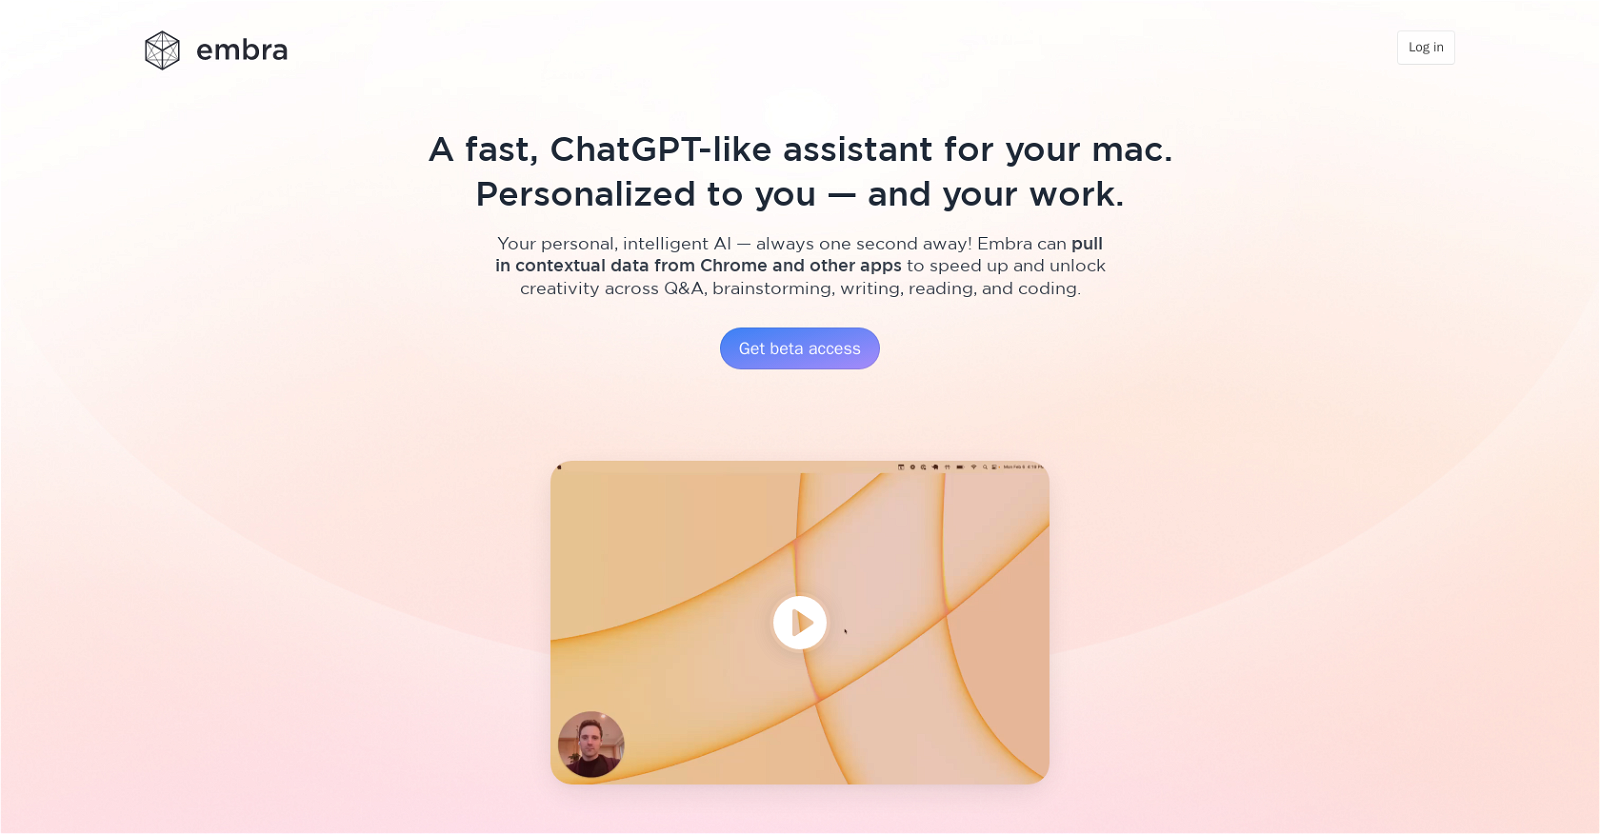 embra
Log in
A fast, ChatGPT-like assistant for your mac.
Personalized to you — and your work.
Your personal, intelligent AI — always one second away! Embra can pull
in contextual data from Chrome and other apps to speed up and unlock
creativity across Q&A, brainstorming, writing, reading, and coding.
Get beta access